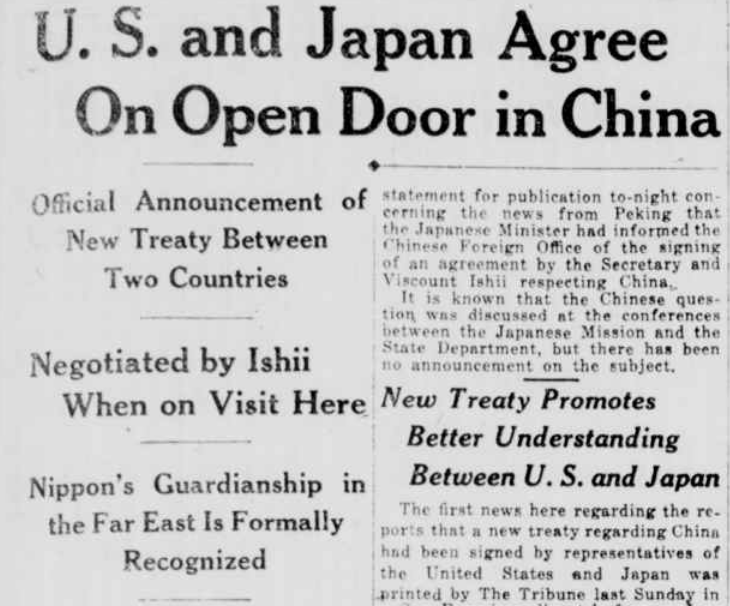 U. S. and Japan Agree
On Open Door in China
Official Announcement of
New Treaty Between
Two Countries
Negotiated by Ishii
When on Visit Here
Nippon's Guardianship in
the Far East Is Formally
Recognized
statement for publication to-night con-
cerning the news from Peking that
the Japanese Minister had informed the
Chinese Foreign Office of the signing
of an agreement by the Secretary and
Viscount Ishii respecting China.
It is known that the Chinese ques-
tion was discussed at the conferences
between the Japanese Mission and the
State Department, but there has been
no announcement on the subject.
New Treaty Promotes
Better Understanding
Between U. S. and Japan
The first news here regarding the re-
ports that a new treaty regarding China
had been signed by representatives of
the United States and Japan was
printed by The Tribune last Sunday in